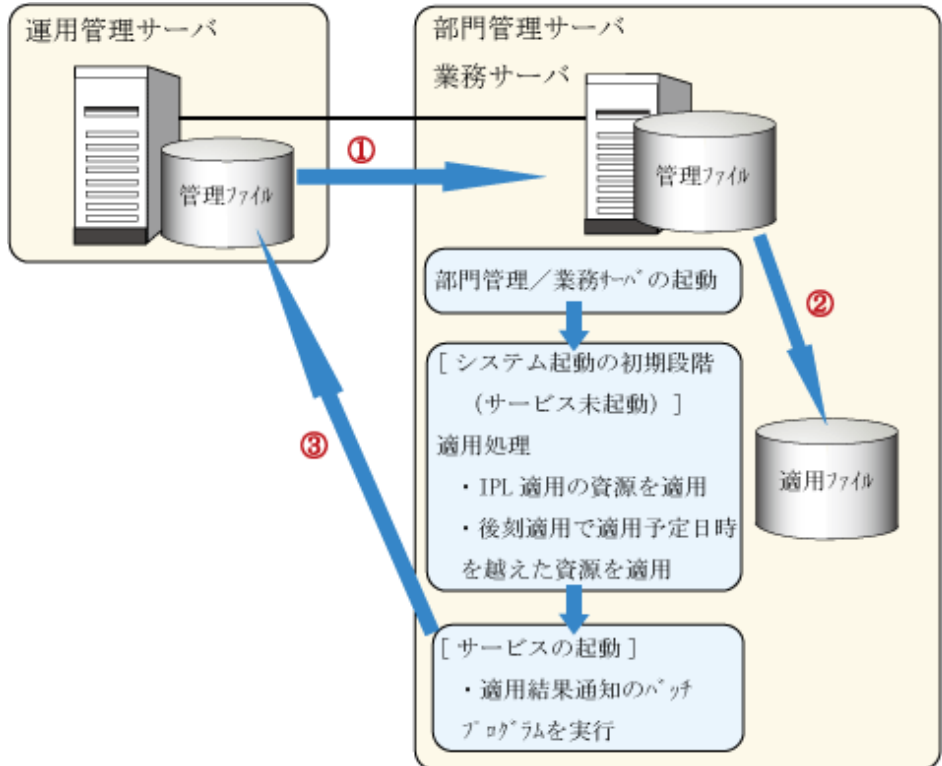 運用管理サーバ
管理ファイル
①
部門管理サーバ
業務サーバ
管理ファイル
部門管理／業務サーバの起動
②
[ システム起動の初期段階
（サービス未起動）]
適用処理
・IPL 適用の資源を適用
・後刻適用で適用予定日時
を越えた資源を適用
適用ファイル
③
[ サービスの起動 ]
・適用結果通知のバッチ
プログラムを実行